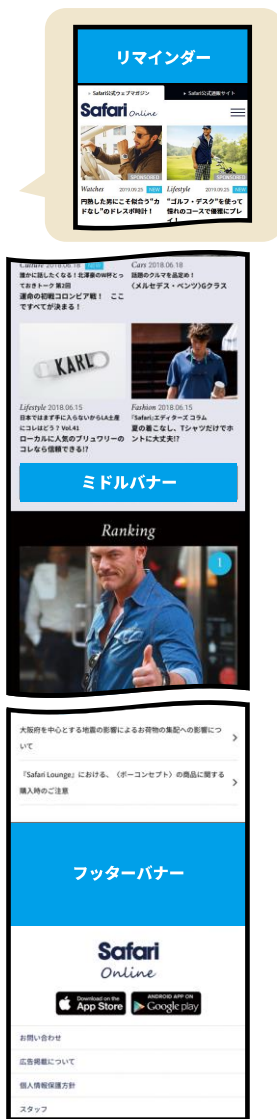 リマインダー
Safari公式ウェブマガジン
Safari公式通販サイト
Safari Online
SPONSORED
SPONSORED
Watches 2019.09.25 NEW
円熟した男にこそ似合う“カ
ドなし”のドレスポ時計！
Lifestyle 2019.09.25 NEW
“ゴルフ・デスク”を使って
憧れのコースで優雅にプレ
イ！
Culture 2018.06.18 NEW
誰かに話したくなる！北澤豪のW杯とっ
ておきトーク 第2回
運命の初戦コロンビア戦！ ここ
ですべてが決まる！
Cars 2018.06.18
話題のクルマを品定め！
〈メルセデス・ベンツ〉Gクラス
KARL
Lifestyle 2018.06.15
日本ではまず手に入らないからLA土産
にコレはどう？ Vol.41
ローカルに人気のブリュワリーの
コレなら信頼できる!?
Fashion 2018.06.15
『Safari』エディターズ コラム
夏の着こなし、Tシャツだけでホ
ントに大丈夫!?
ミドルバナー
Ranking
1
大阪府を中心とする地震の影響によるお荷物の集配への影響につ
いて
『Safari Lounge』における、〈ボーコンセプト〉の商品に関する
購入時のご注意
フッターバナー
Safari
Online
Download on the
App Store
ANDROID APP ON
Google play
お問い合わせ
広告掲載について
個人情報保護方針
スタッフ